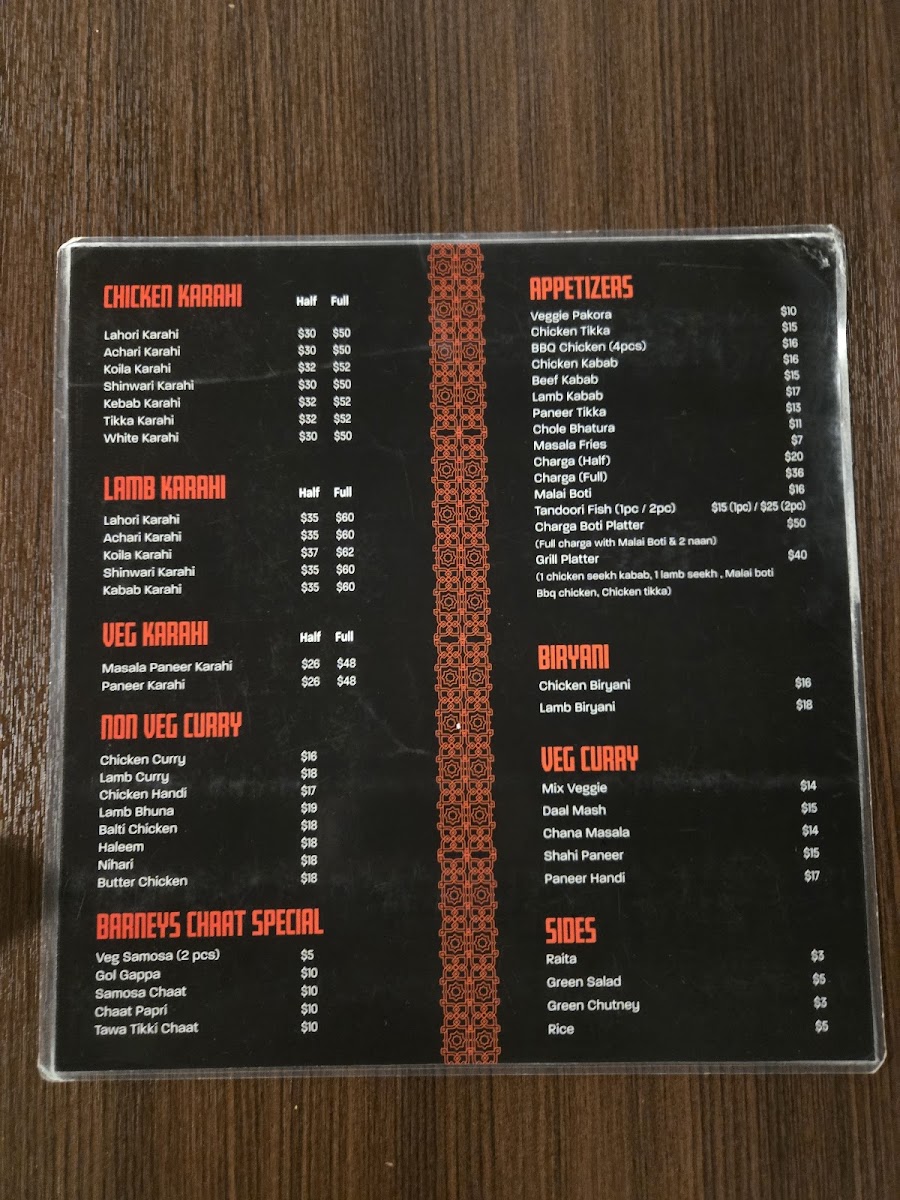 CHICKEN KARAHI Half Full
Lahori Karahi $30 $50
Achari Karahi $30 $50
Koila Karahi $32 $52
Shinwari Karahi $30 $50
Kebab Karahi $32 $52
Tikka Karahi $32 $52
White Karahi $30 $50
LAMB KARAHI Half Full
Lahori Karahi $35 $60
Achari Karahi $35 $60
Koila Karahi $37 $62
Shinwari Karahi $35 $60
Kabab Karahi $35 $60
VEG KARAHI Half Full
Masala Paneer Karahi $26 $48
Paneer Karahi $26 $48
NON VEG CURRY
Chicken Curry $16
Lamb Curry $18
Chicken Handi $17
Lamb Bhuna $19
Balti Chicken $18
Haleem $18
Nihari $18
Butter Chicken $18
BARNEYS CHAAT SPECIAL
Veg Samosa (2 pcs) $5
Gol Gappa $10
Samosa Chaat $10
Chaat Papri $10
Tawa Tikki Chaat $10
APPETIZERS
Veggie Pakora $10
Chicken Tikka $15
BBQ Chicken (4pcs) $16
Chicken Kabab $16
Beef Kabab $15
Lamb Kabab $17
Paneer Tikka $13
Chole Bhatura $11
Masala Fries $7
Charga (Half) $20
Charga (Full) $36
Malai Boti $16
Tandoori Fish (1pc / 2pc) $15 (1pc) / $25 (2pc)
Charga Boti Platter $50
(Full charga with Malai Boti & 2 naan)
Grill Platter $40
(1 chicken seekh kabab, 1 lamb seekh , Malai boti
Bbq chicken, Chicken tikka)
BIRYANI
Chicken Biryani $16
Lamb Biryani $18
VEG CURRY
Mix Veggie $14
Daal Mash $15
Chana Masala $14
Shahi Paneer $15
Paneer Handi $17
SIDES
Raita $3
Green Salad $5
Green Chutney $3
Rice $5